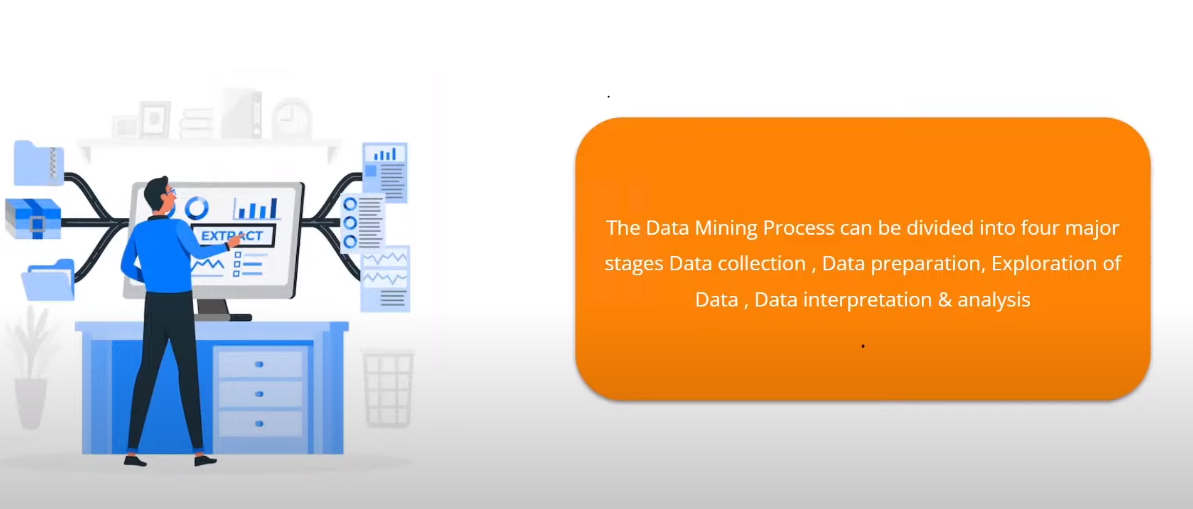 EXTRACT
The Data Mining Process can be divided into four major
stages Data collection , Data preparation, Exploration of
Data , Data interpretation & analysis
.